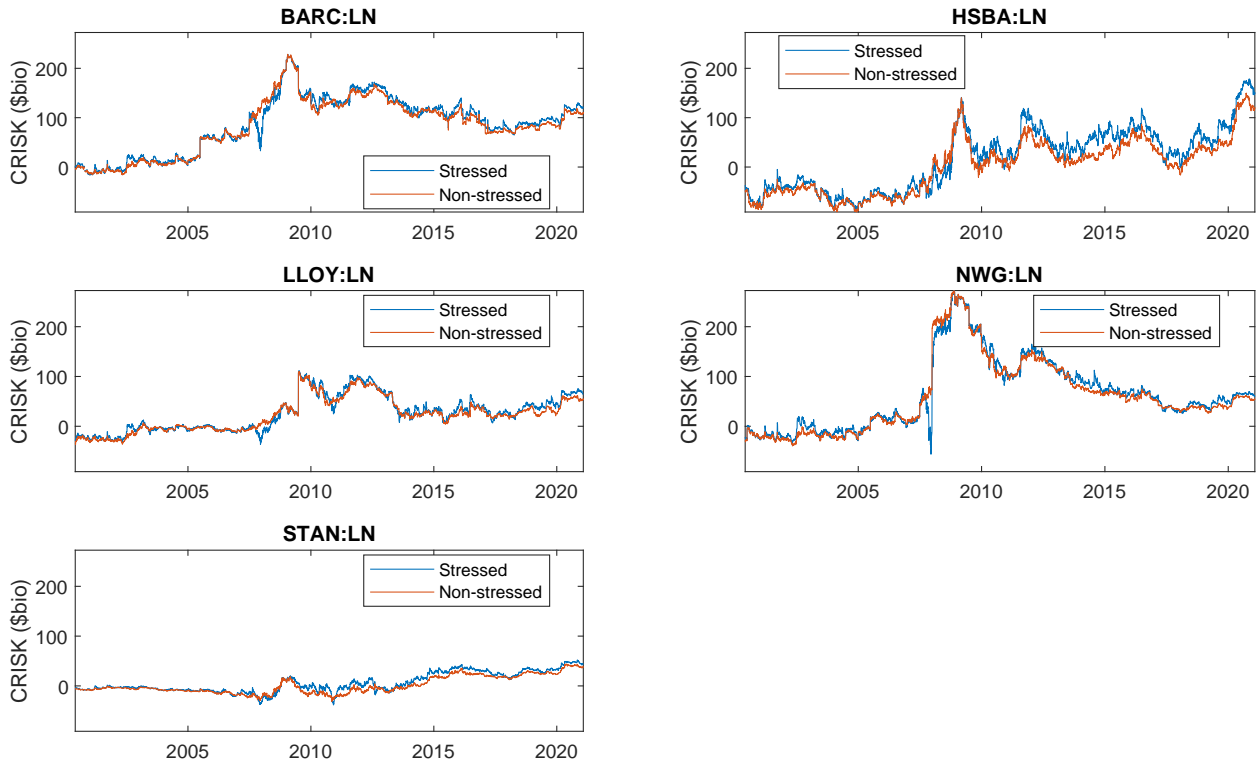 BARC:LN
CRISK ($bio)
200
100
0
Stressed
Non-stressed
2005 2010 2015 2020
HSBA:LN
CRISK ($bio)
200
100
0
Stressed
Non-stressed
2005 2010 2015 2020
LLOY:LN
CRISK ($bio)
200
100
0
Stressed
Non-stressed
2005 2010 2015 2020
NWG:LN
CRISK ($bio)
200
100
0
Stressed
Non-stressed
2005 2010 2015 2020
STAN:LN
CRISK ($bio)
200
100
0
Stressed
Non-stressed
2005 2010 2015 2020